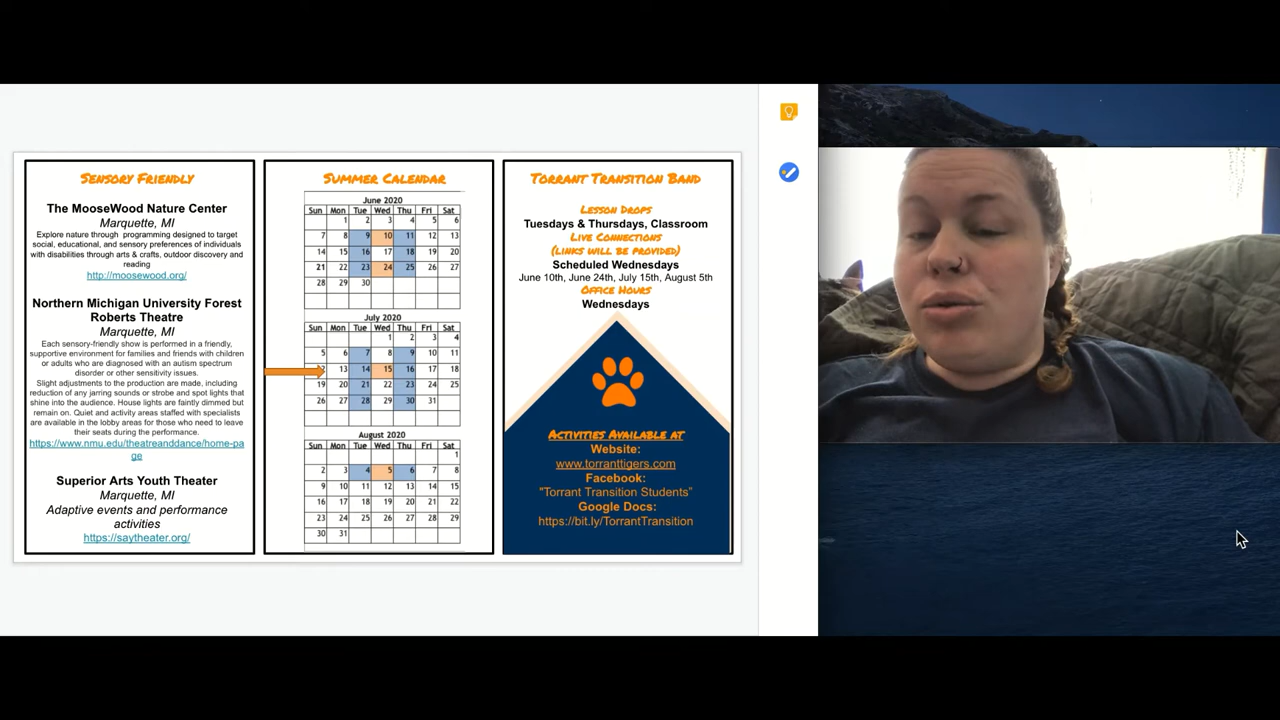 SENSORY FRIENDLY
The MooseWood Nature Center
Marquette, MI
Explore nature through programming designed to target
social, educational, and sensory preferences of individuals
with disabilities through arts & crafts, outdoor discovery and
reading
http://moosewood.org/
Northern Michigan University Forest
Roberts Theatre
Marquette, MI
Each sensory-friendly show is performed in a friendly,
supportive environment for families and friends with children
or adults who are diagnosed with an autism spectrum
disorder or other sensitivity issues.
Slight adjustments to the production are made, including
reduction of any jarring sounds or strobe and spot lights that
shine into the audience. House lights are faintly dimmed but
remain on. Quiet and activity areas staffed with specialists
are available in the lobby areas for those who need to leave
their seats during the performance.
https://www.nmu.edu/theatreanddance/home-pa
ge
Superior Arts Youth Theater
Marquette, MI
Adaptive events and performance
activities
https://saytheater.org/
SUMMER CALENDAR
June 2020
Sun Mon Tue Wed Thu Fri Sat
1 2 3 4 5 6
7 8 9 10 11 12 13
14 15 16 17 18 19 20
21 22 23 24 25 26 27
28 29 30
July 2020
Sun Mon Tue Wed Thu Fri Sat
1 2 3 4
5 6 7 8 9 10 11
13 14 15 16 17 18
19 20 21 22 23 24 25
26 27 28 29 30 31
August 2020
Sun Mon Tue Wed Thu Fri Sat
1
2 3 4 5 6 7 8
9 10 11 12 13 14 15
16 17 18 19 20 21 22
23 24 25 26 27 28 29
30 31
TORRANT TRANSITION BAND
LESSON DROPS
Tuesdays & Thursdays, Classroom
LIVE CONNECTIONS
(LINKS WILL BE PROVIDED)
Scheduled Wednesdays
June 10th, June 24th, July 15th, August 5th
OFFICE HOURS
Wednesdays
ACTIVITIES AVAILABLE AT
Website:
www.torranttigers.com
Facebook:
"Torrant Transition Students"
Google Docs:
https://bit.ly/TorrantTransition